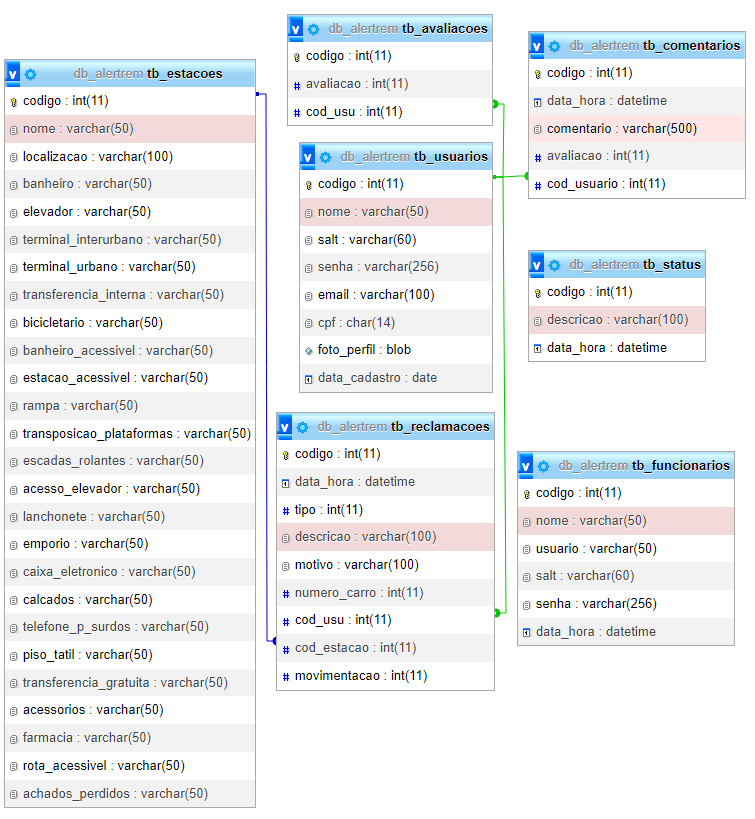 db_alertrem tb_estacoes
codigo : int(11)
nome : varchar(50)
localizacao : varchar(100)
banheiro : varchar(50)
elevador : varchar(50)
terminal_interurbano : varchar(50)
terminal_urbano : varchar(50)
transferencia_interna : varchar(50)
bicicletario : varchar(50)
banheiro_acessivel : varchar(50)
estacao_acessivel : varchar(50)
rampa : varchar(50)
transposicao_plataformas : varchar(50)
escadas_rolantes : varchar(50)
acesso_elevador : varchar(50)
lanchonete : varchar(50)
emporio : varchar(50)
caixa_eletronico : varchar(50)
calcados : varchar(50)
telefone_p_surdos : varchar(50)
piso_tatil : varchar(50)
transferencia_gratuita : varchar(50)
acessorios : varchar(50)
farmacia : varchar(50)
rota_acessivel : varchar(50)
achados_perdidos : varchar(50)
db_alertrem tb_avaliacoes
codigo : int(11)
avaliacao : int(11)
cod_usu : int(11)
db_alertrem tb_usuarios
codigo : int(11)
nome : varchar(50)
salt : varchar(60)
senha : varchar(256)
email : varchar(100)
cpf : char(14)
foto_perfil : blob
data_cadastro : date
db_alertrem tb_reclamacoes
codigo : int(11)
data_hora : datetime
tipo : int(11)
descricao : varchar(100)
motivo : varchar(100)
numero_carro : int(11)
cod_usu : int(11)
cod_estacao : int(11)
movimentacao : int(11)
db_alertrem tb_comentarios
codigo : int(11)
data_hora : datetime
comentario : varchar(500)
avaliacao : int(11)
cod_usuario : int(11)
db_alertrem tb_status
codigo : int(11)
descricao : varchar(100)
data_hora : datetime
db_alertrem tb_funcionarios
codigo : int(11)
nome : varchar(50)
usuario : varchar(50)
salt : varchar(60)
senha : varchar(256)
data_hora : datetime